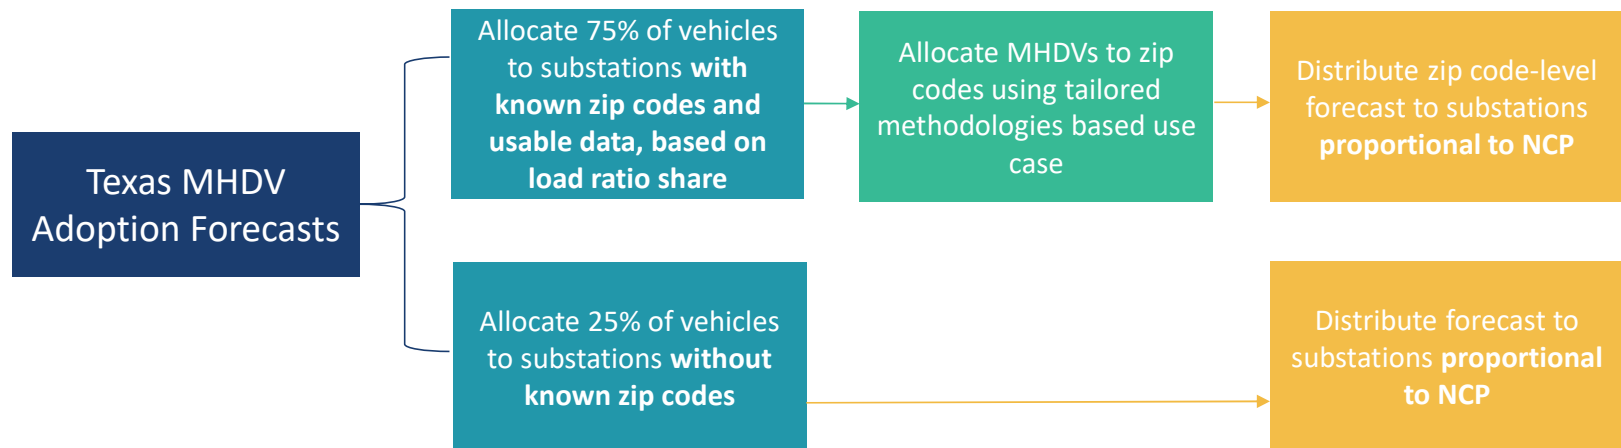 Texas MHDV
Adoption Forecasts
Allocate 75% of vehicles
to substations with
known zip codes and
usable data, based on
load ratio share
Allocate MHDVs to zip
codes using tailored
methodologies based use
case
Distribute zip code-level
forecast to substations
proportional to NCP
Allocate 25% of vehicles
to substations without
known zip codes
Distribute forecast to
substations proportional
to NCP